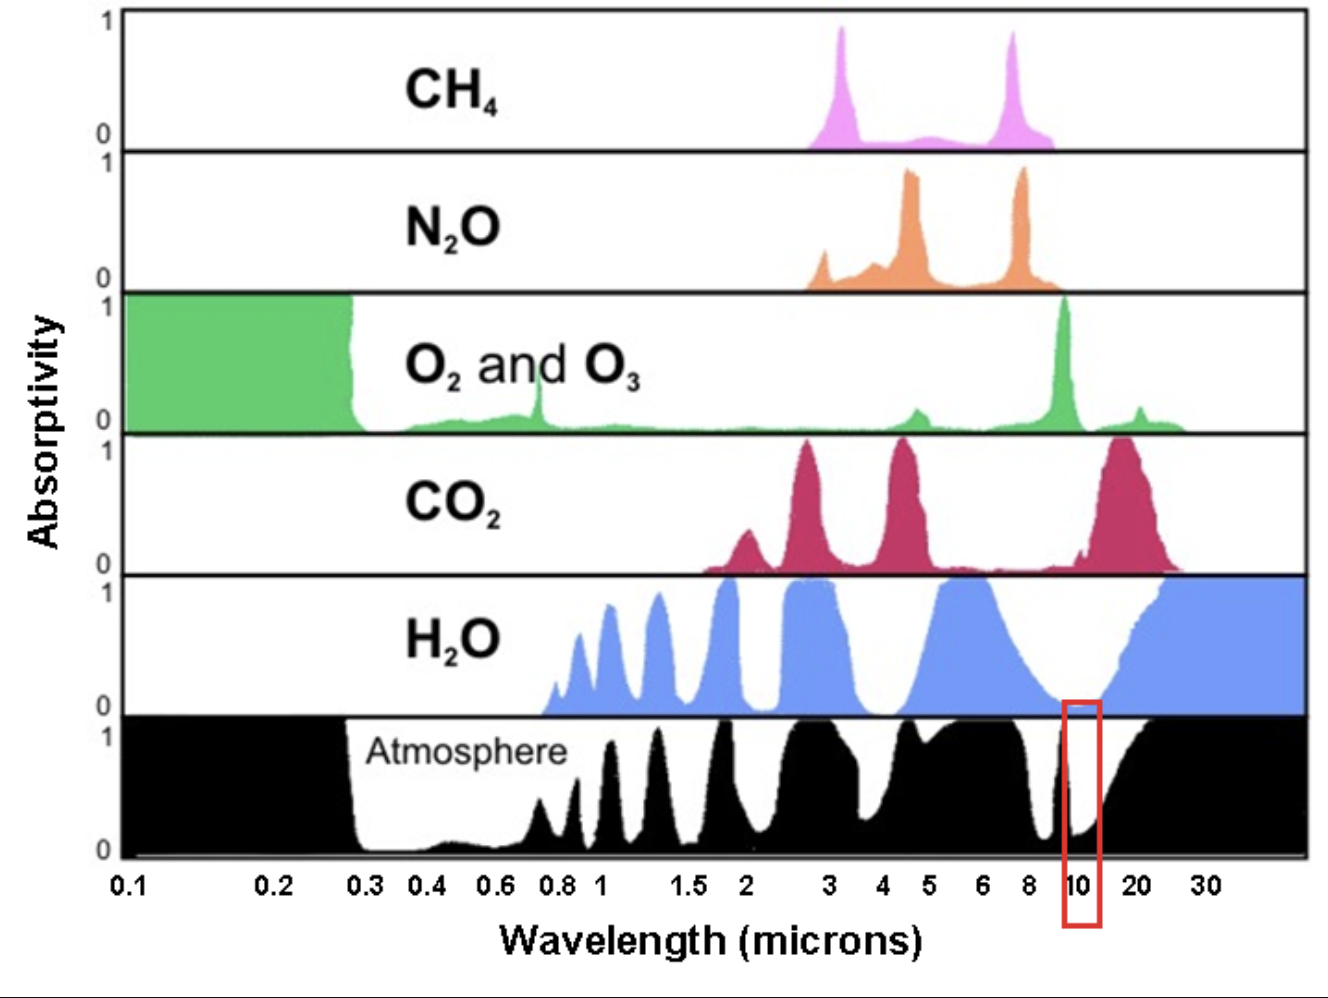 1
CH₄
0
1
N₂O
0
1
O₂ and O₃
0
1
CO₂
0
1
H₂O
0
1
Atmosphere
0
Absorptivity
0.1 0.2 0.3 0.4 0.6 0.8 1 1.5 2 3 4 5 6 8 10 20 30
Wavelength (microns)